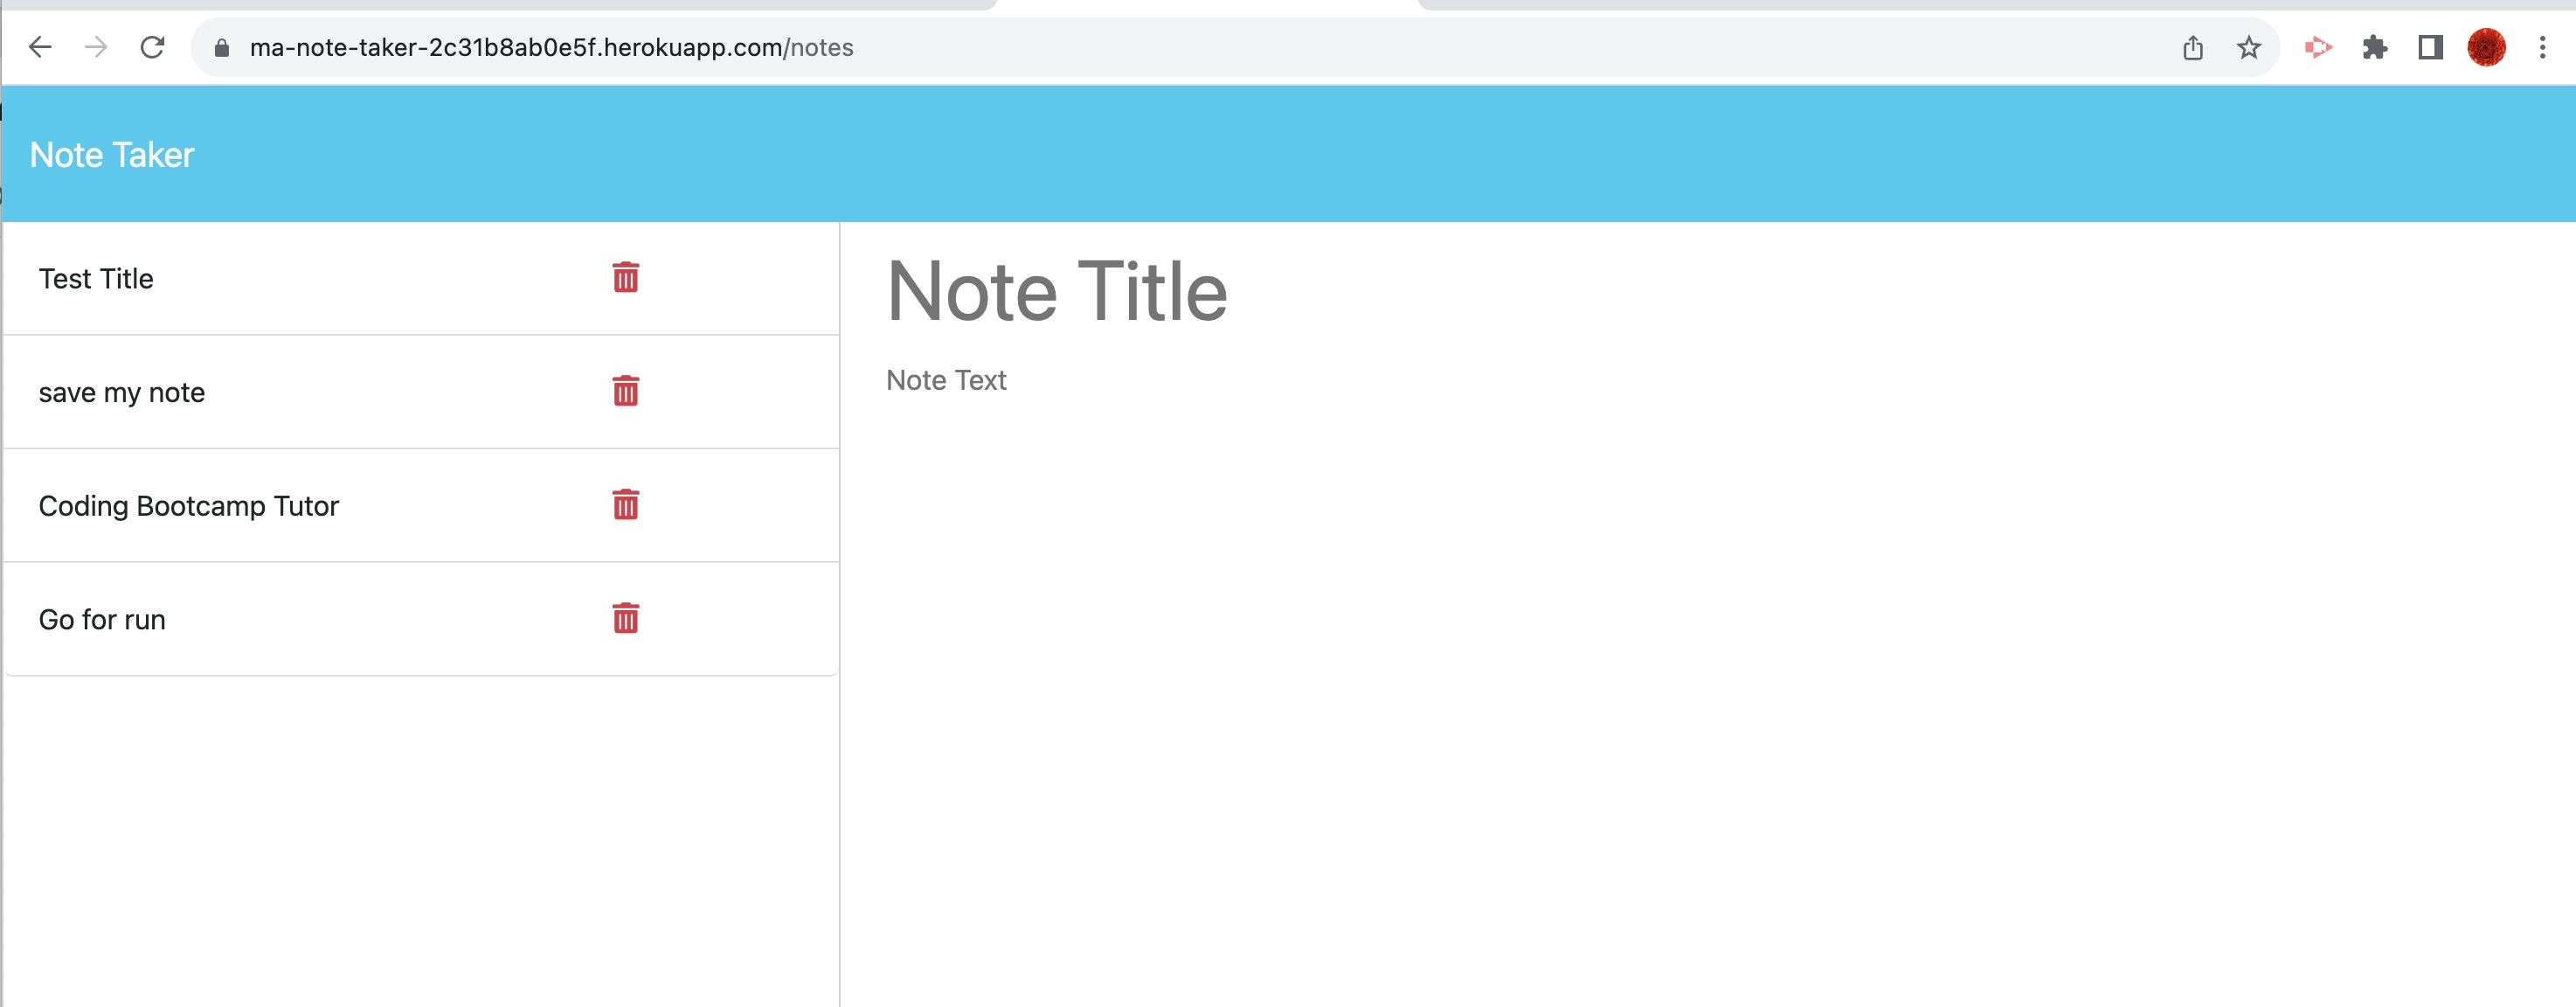 ma-note-taker-2c31b8ab0e5f.herokuapp.com/notes
Note Taker
Test Title
save my note
Coding Bootcamp Tutor
Go for run
Note Title
Note Text